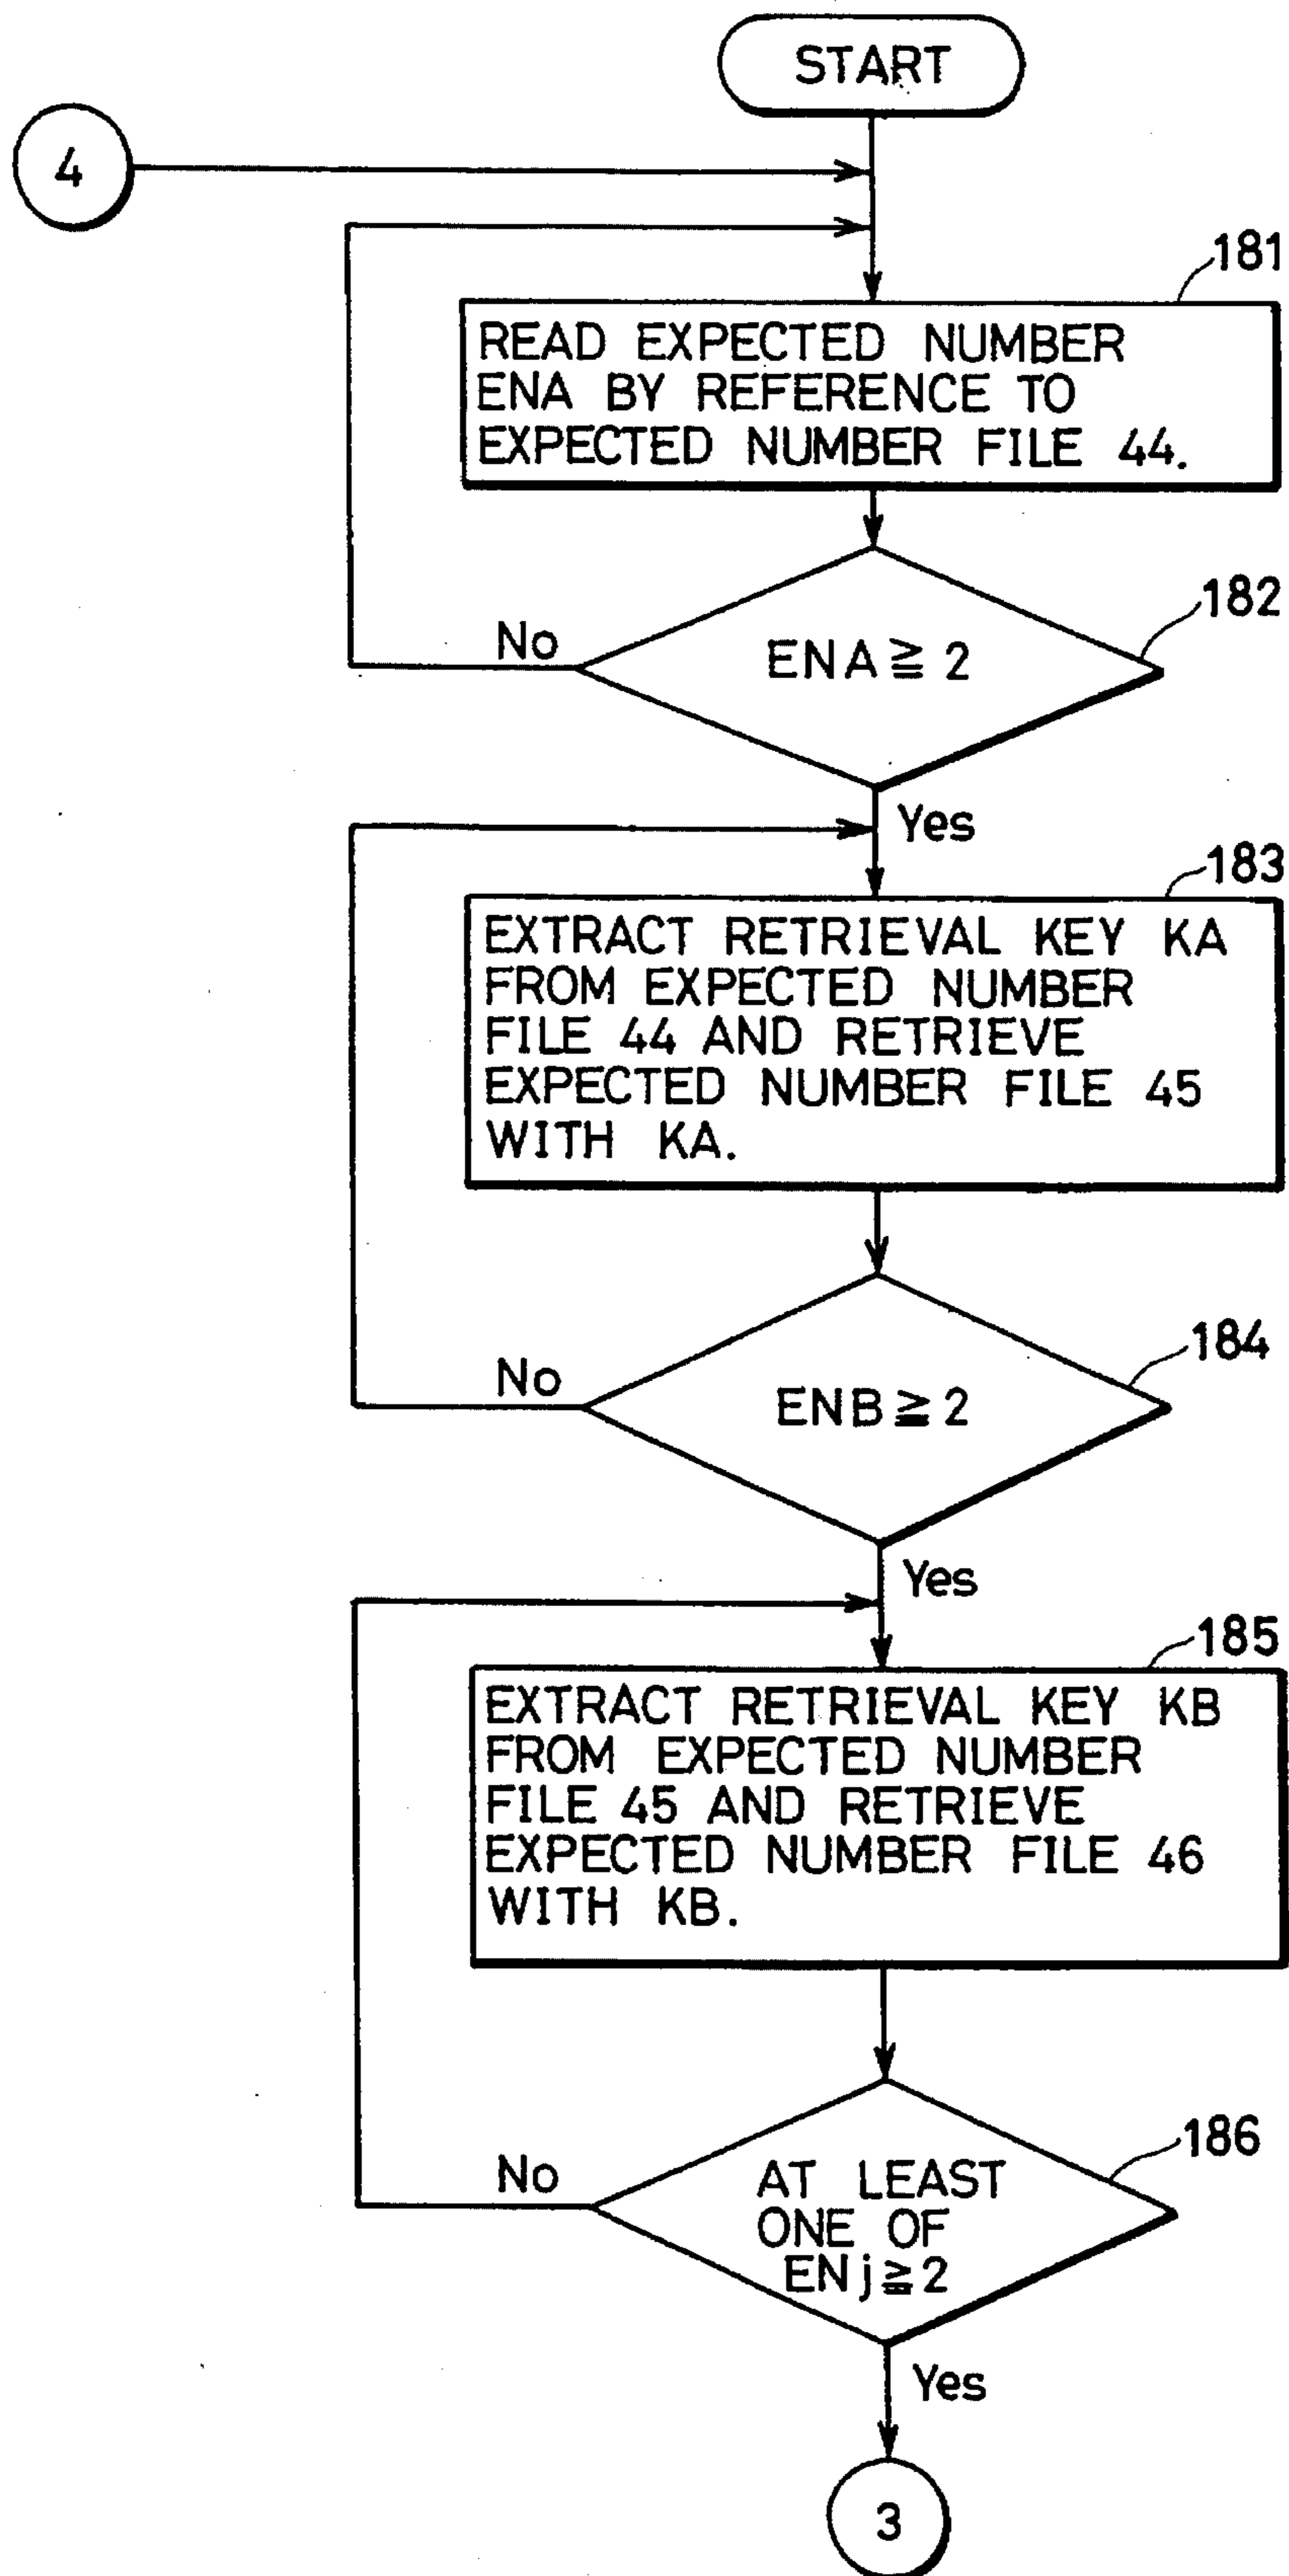 START
4
181
READ EXPECTED NUMBER
ENA BY REFERENCE TO
EXPECTED NUMBER FILE 44.
182
No
ENA ≧ 2
Yes
183
EXTRACT RETRIEVAL KEY KA
FROM EXPECTED NUMBER
FILE 44 AND RETRIEVE
EXPECTED NUMBER FILE 45
WITH KA.
184
No
ENB ≧ 2
Yes
185
EXTRACT RETRIEVAL KEY KB
FROM EXPECTED NUMBER
FILE 45 AND RETRIEVE
EXPECTED NUMBER FILE 46
WITH KB.
186
No
AT LEAST
ONE OF
ENj ≧ 2
Yes
3